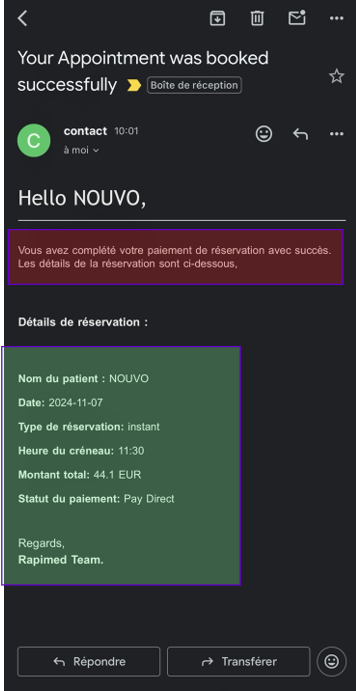 Your Appointment was booked
successfully Boîte de réception
C
contact 10:01
à moi
Hello NOUVO,
Vous avez complété votre paiement de réservation avec succès.
Les détails de la réservation sont ci-dessous,
Détails de réservation :
Nom du patient : NOUVO
Date: 2024-11-07
Type de réservation: instant
Heure du créneau: 11:30
Montant total: 44.1 EUR
Statut du paiement: Pay Direct
Regards,
Rapimed Team.
Répondre Transférer